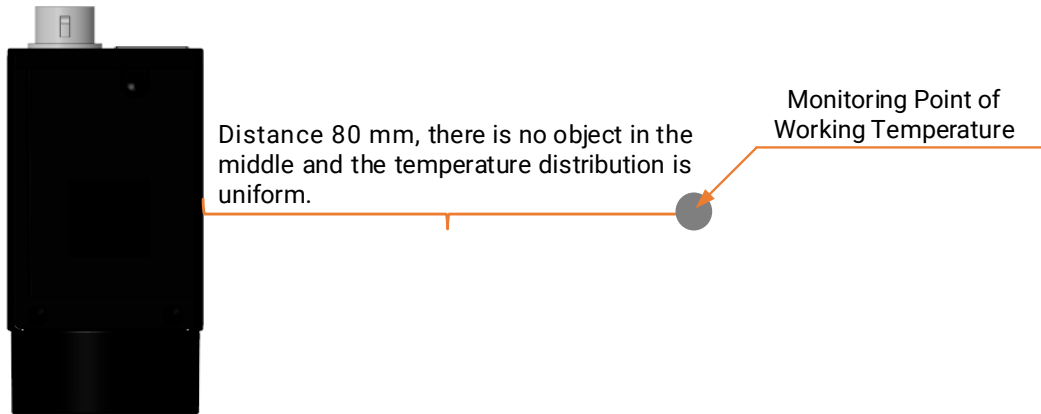 Monitoring Point of
Working Temperature
Distance 80 mm, there is no object in the
middle and the temperature distribution is
uniform.